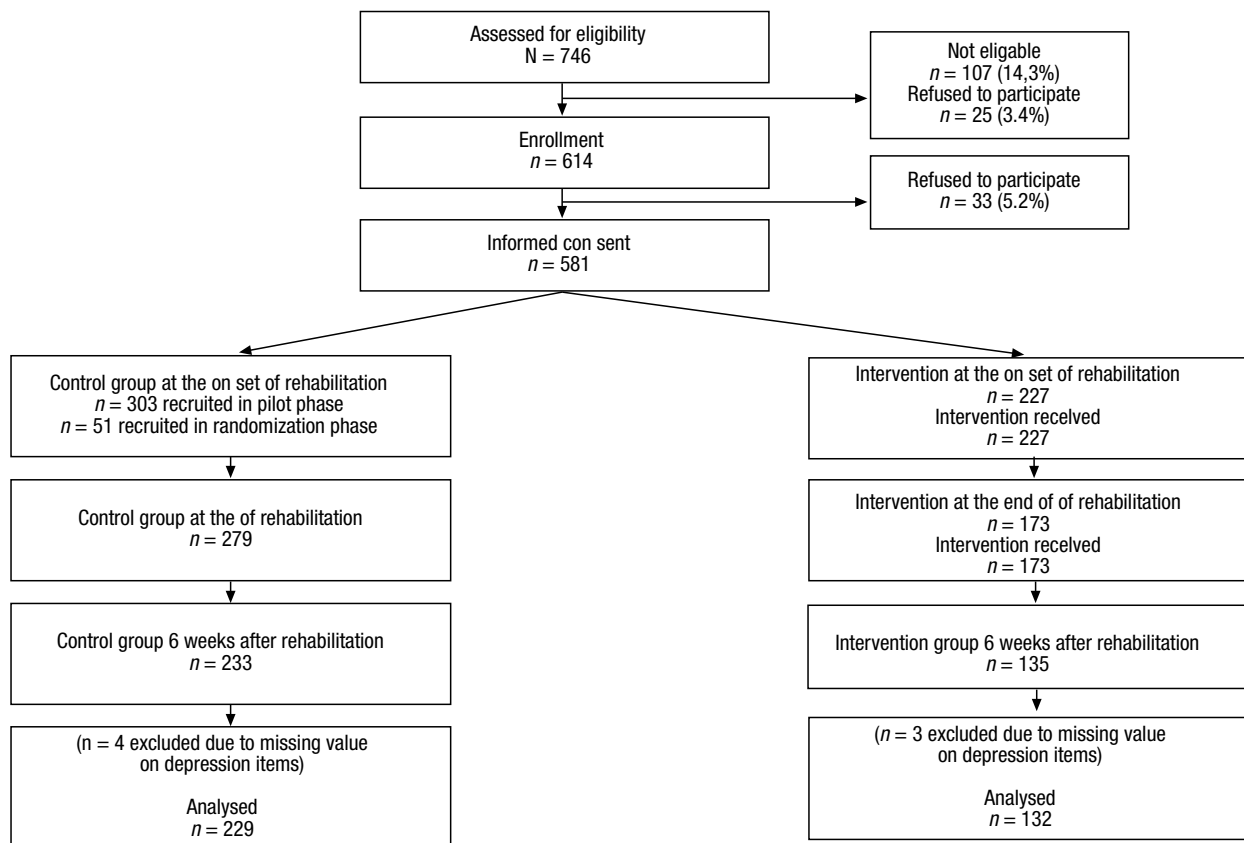 Assessed for eligibility
N = 746
Not eligable
n = 107 (14,3%)
Refused to participate
n = 25 (3.4%)
Enrollment
n = 614
Refused to participate
n = 33 (5.2%)
Informed con sent
n = 581
Control group at the on set of rehabilitation
n = 303 recruited in pilot phase
n = 51 recruited in randomization phase
Intervention at the on set of rehabilitation
n = 227
Intervention received
n = 227
Control group at the of rehabilitation
n = 279
Intervention at the end of of rehabilitation
n = 173
Intervention received
n = 173
Control group 6 weeks after rehabilitation
n = 233
Intervention group 6 weeks after rehabilitation
n = 135
(n = 4 excluded due to missing value
on depression items)
Analysed
n = 229
(n = 3 excluded due to missing value
on depression items)
Analysed
n = 132